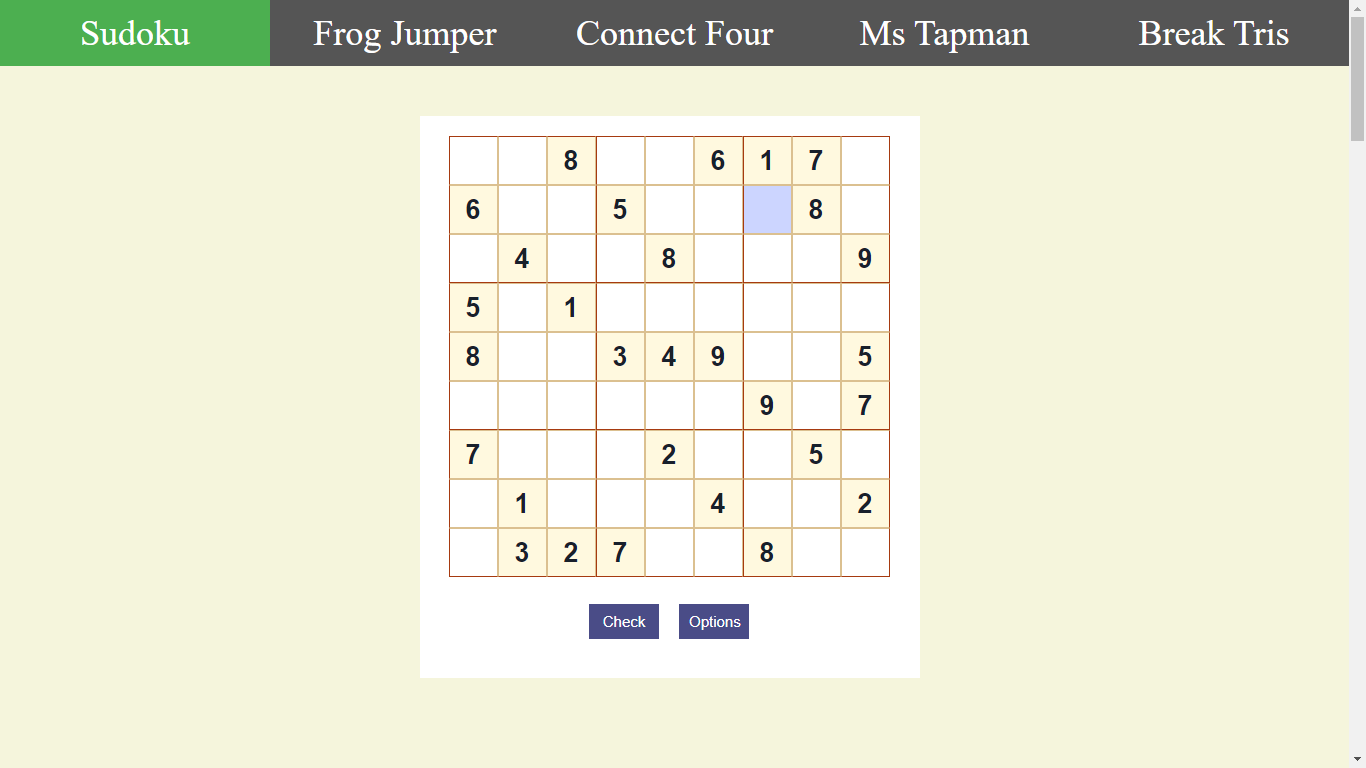 Sudoku Frog Jumper Connect Four Ms Tapman Break Tris
8 6 1 7
6 5 8
4 8 9
5 1
8 3 4 9 5
9 7
7 2 5
1 4 2
3 2 7 8
Check Options